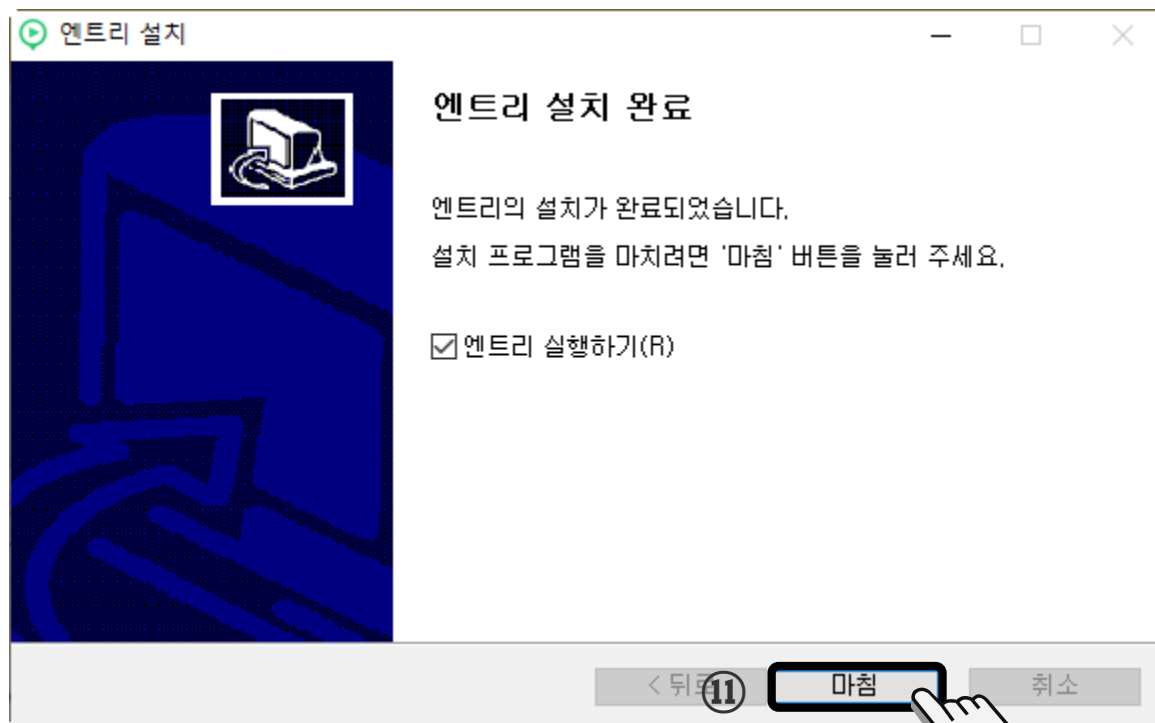 엔트리 설치
엔트리 설치 완료
엔트리의 설치가 완료되었습니다.
설치 프로그램을 마치려면 '마침' 버튼을 눌러 주세요.
엔트리 실행하기(R)
< 뒤로 ⑪ 마침 취소